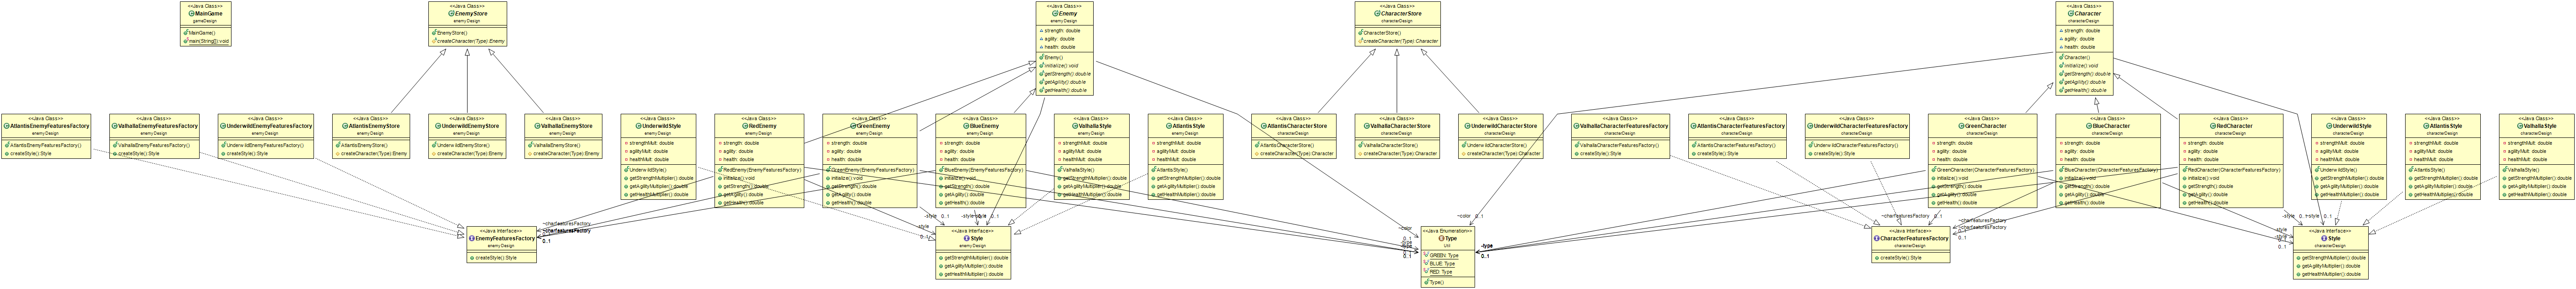 <<Java Class>>
MainGame
gameDesign
MainGame()
main(String[]):void
<<Java Class>>
EnemyStore
enemyDesign
EnemyStore()
createCharacter(Type):Enemy
<<Java Class>>
Enemy
enemyDesign
strength: double
agility: double
health: double
Enemy()
initialize():void
getStrength():double
getAgility():double
getHealth():double
<<Java Class>>
CharacterStore
characterDesign
CharacterStore()
createCharacter(Type):Character
<<Java Class>>
Character
characterDesign
strength: double
agility: double
health: double
Character()
initialize():void
getStrength():double
getAgility():double
getHealth():double
<<Java Class>>
AtlantisEnemyFeaturesFactory
enemyDesign
AtlantisEnemyFeaturesFactory()
createStyle():Style
<<Java Class>>
ValhallaEnemyFeaturesFactory
enemyDesign
ValhallaEnemyFeaturesFactory()
createStyle():Style
<<Java Class>>
UnderwildEnemyFeaturesFactory
enemyDesign
UnderwildEnemyFeaturesFactory()
createStyle():Style
<<Java Class>>
AtlantisEnemyStore
enemyDesign
AtlantisEnemyStore()
createCharacter(Type):Enemy
<<Java Class>>
UnderwildEnemyStore
enemyDesign
UnderwildEnemyStore()
createCharacter(Type):Enemy
<<Java Class>>
ValhallaEnemyStore
enemyDesign
ValhallaEnemyStore()
createCharacter(Type):Enemy
<<Java Class>>
UnderwildStyle
enemyDesign
strengthMult: double
agilityMult: double
healthMult: double
UnderwildStyle()
getStrengthMultiplier():double
getAgilityMultiplier():double
getHealthMultiplier():double
<<Java Class>>
RedEnemy
enemyDesign
strength: double
agility: double
health: double
RedEnemy(EnemyFeaturesFactory)
initialize():void
getStrength():double
getAgility():double
getHealth():double
<<Java Class>>
GreenEnemy
enemyDesign
strength: double
agility: double
health: double
GreenEnemy(EnemyFeaturesFactory)
initialize():void
getStrength():double
getAgility():double
getHealth():double
<<Java Class>>
BlueEnemy
enemyDesign
strength: double
agility: double
health: double
BlueEnemy(EnemyFeaturesFactory)
initialize():void
getStrength():double
getAgility():double
getHealth():double
<<Java Class>>
ValhallaStyle
enemyDesign
strengthMult: double
agilityMult: double
healthMult: double
ValhallaStyle()
getStrengthMultiplier():double
getAgilityMultiplier():double
getHealthMultiplier():double
<<Java Class>>
AtlantisStyle
enemyDesign
strengthMult: double
agilityMult: double
healthMult: double
AtlantisStyle()
getStrengthMultiplier():double
getAgilityMultiplier():double
getHealthMultiplier():double
<<Java Class>>
AtlantisCharacterStore
characterDesign
AtlantisCharacterStore()
createCharacter(Type):Character
<<Java Class>>
ValhallaCharacterStore
characterDesign
ValhallaCharacterStore()
createCharacter(Type):Character
<<Java Class>>
UnderwildCharacterStore
characterDesign
UnderwildCharacterStore()
createCharacter(Type):Character
<<Java Class>>
ValhallaCharacterFeaturesFactory
characterDesign
ValhallaCharacterFeaturesFactory()
createStyle():Style
<<Java Class>>
AtlantisCharacterFeaturesFactory
characterDesign
AtlantisCharacterFeaturesFactory()
createStyle():Style
<<Java Class>>
UnderwildCharacterFeaturesFactory
characterDesign
UnderwildCharacterFeaturesFactory()
createStyle():Style
<<Java Class>>
GreenCharacter
characterDesign
strength: double
agility: double
health: double
GreenCharacter(CharacterFeaturesFactory)
initialize():void
getStrength():double
getAgility():double
getHealth():double
<<Java Class>>
BlueCharacter
characterDesign
strength: double
agility: double
health: double
BlueCharacter(CharacterFeaturesFactory)
initialize():void
getStrength():double
getAgility():double
getHealth():double
<<Java Class>>
RedCharacter
characterDesign
strength: double
agility: double
health: double
RedCharacter(CharacterFeaturesFactory)
initialize():void
getStrength():double
getAgility():double
getHealth():double
<<Java Class>>
UnderwildStyle
characterDesign
strengthMult: double
agilityMult: double
healthMult: double
UnderwildStyle()
getStrengthMultiplier():double
getAgilityMultiplier():double
getHealthMultiplier():double
<<Java Class>>
AtlantisStyle
characterDesign
strengthMult: double
agilityMult: double
healthMult: double
AtlantisStyle()
getStrengthMultiplier():double
getAgilityMultiplier():double
getHealthMultiplier():double
<<Java Class>>
ValhallaStyle
characterDesign
strengthMult: double
agilityMult: double
healthMult: double
ValhallaStyle()
getStrengthMultiplier():double
getAgilityMultiplier():double
getHealthMultiplier():double
<<Java Interface>>
EnemyFeaturesFactory
enemyDesign
createStyle():Style
~charfeaturesFactory
~charfeaturesFactory
0..1
-style
0..1
-style
-style
0..1
<<Java Interface>>
Style
enemyDesign
getStrengthMultiplier():double
getAgilityMultiplier():double
getHealthMultiplier():double
~color
0..1
~color
0..1
-type
-type
0..1
<<Java Enumeration>>
Type
Util
GREEN: Type
BLUE: Type
RED: Type
Type()
-type
0..1
<<Java Interface>>
CharacterFeaturesFactory
characterDesign
createStyle():Style
~charfeaturesFactory
0..1
~charfeaturesFactory
0..1
~charfeaturesFactory
0..1
-style
0..1
-style
0..1
-style
-style
0..1
<<Java Interface>>
Style
characterDesign
getStrengthMultiplier():double
getAgilityMultiplier():double
getHealthMultiplier():double